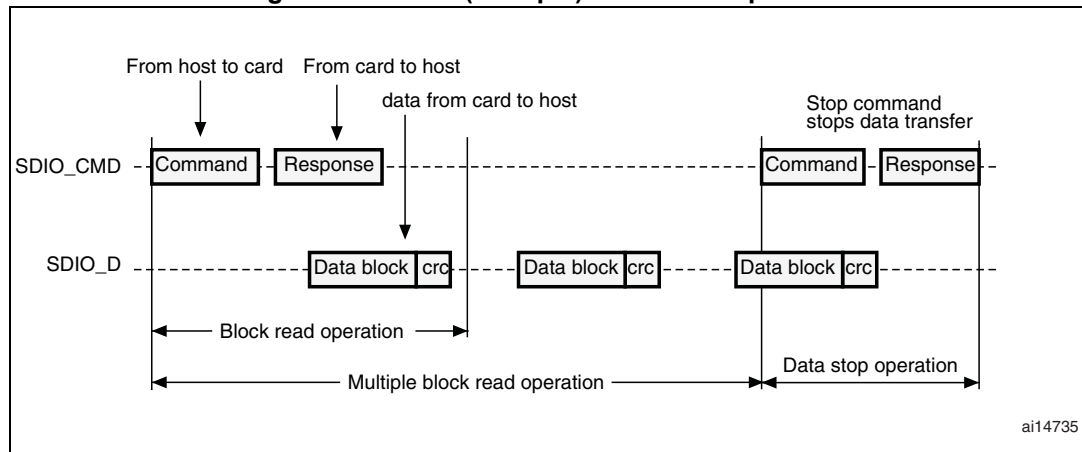 From host to card From card to host
data from card to host
Stop command
stops data transfer
SDIO_CMD Command Response Command Response
SDIO_D Data block crc Data block crc Data block crc
Block read operation
Data stop operation
Multiple block read operation
ai14735